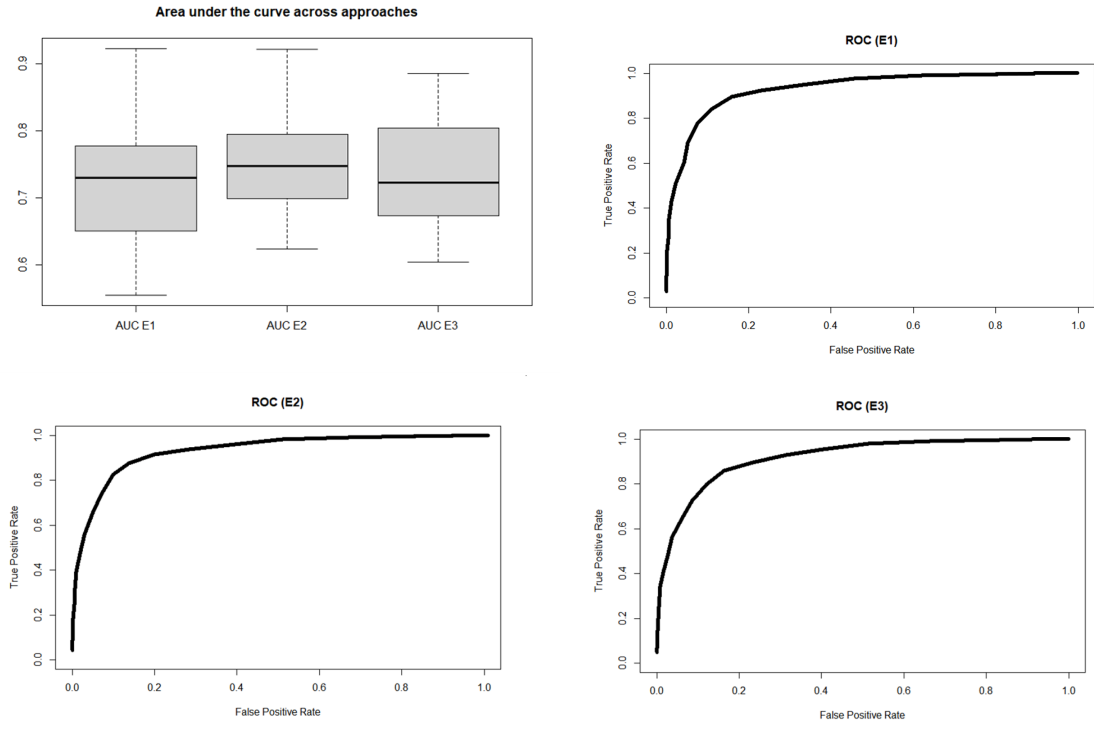 Area under the curve across approaches
0.9
0.8
0.7
0.6
AUC E1 AUC E2 AUC E3
ROC (E1)
True Positive Rate
1.0
0.8
0.6
0.4
0.2
0.0
0.0 0.2 0.4 0.6 0.8 1.0
False Positive Rate
ROC (E2)
True Positive Rate
1.0
0.8
0.6
0.4
0.2
0.0
0.0 0.2 0.4 0.6 0.8 1.0
False Positive Rate
ROC (E3)
True Positive Rate
1.0
0.8
0.6
0.4
0.2
0.0
0.0 0.2 0.4 0.6 0.8 1.0
False Positive Rate